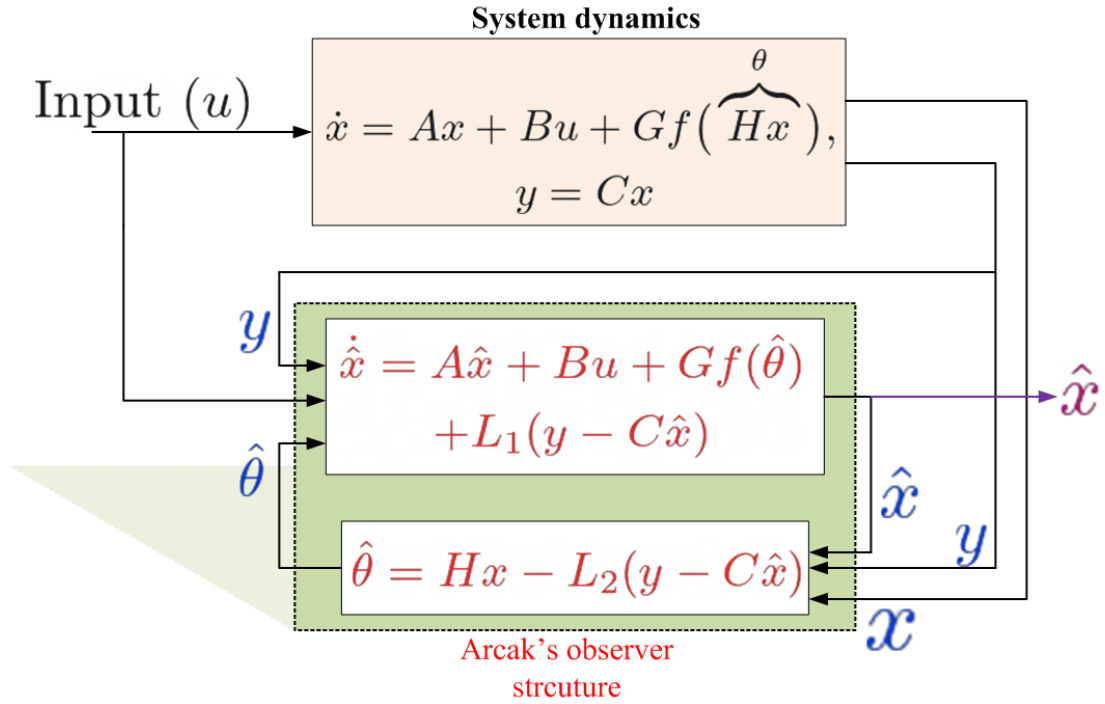 System dynamics
Input (u)
θ
ẋ = Ax + Bu + Gf( Hx ),
y = Cx
y
x̂̇ = Ax̂ + Bu + Gf(θ̂)
+L₁(y − Cx̂)
x̂
θ̂
x̂
y
θ̂ = Hx − L₂(y − Cx̂)
x
Arcak's observer
strcuture